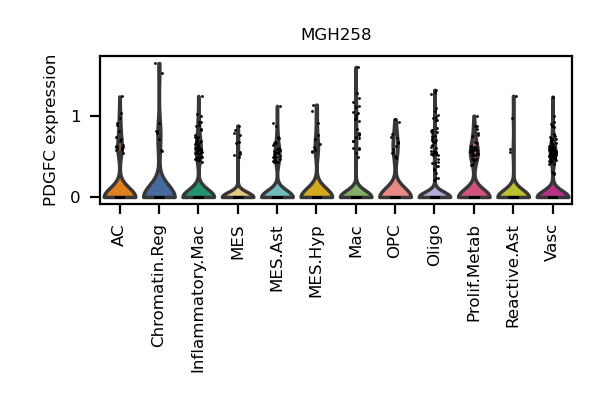 MGH258
PDGFC expression
1
0
AC
Chromatin.Reg
Inflammatory.Mac
MES
MES.Ast
MES.Hyp
Mac
OPC
Oligo
Prolif.Metab
Reactive.Ast
Vasc